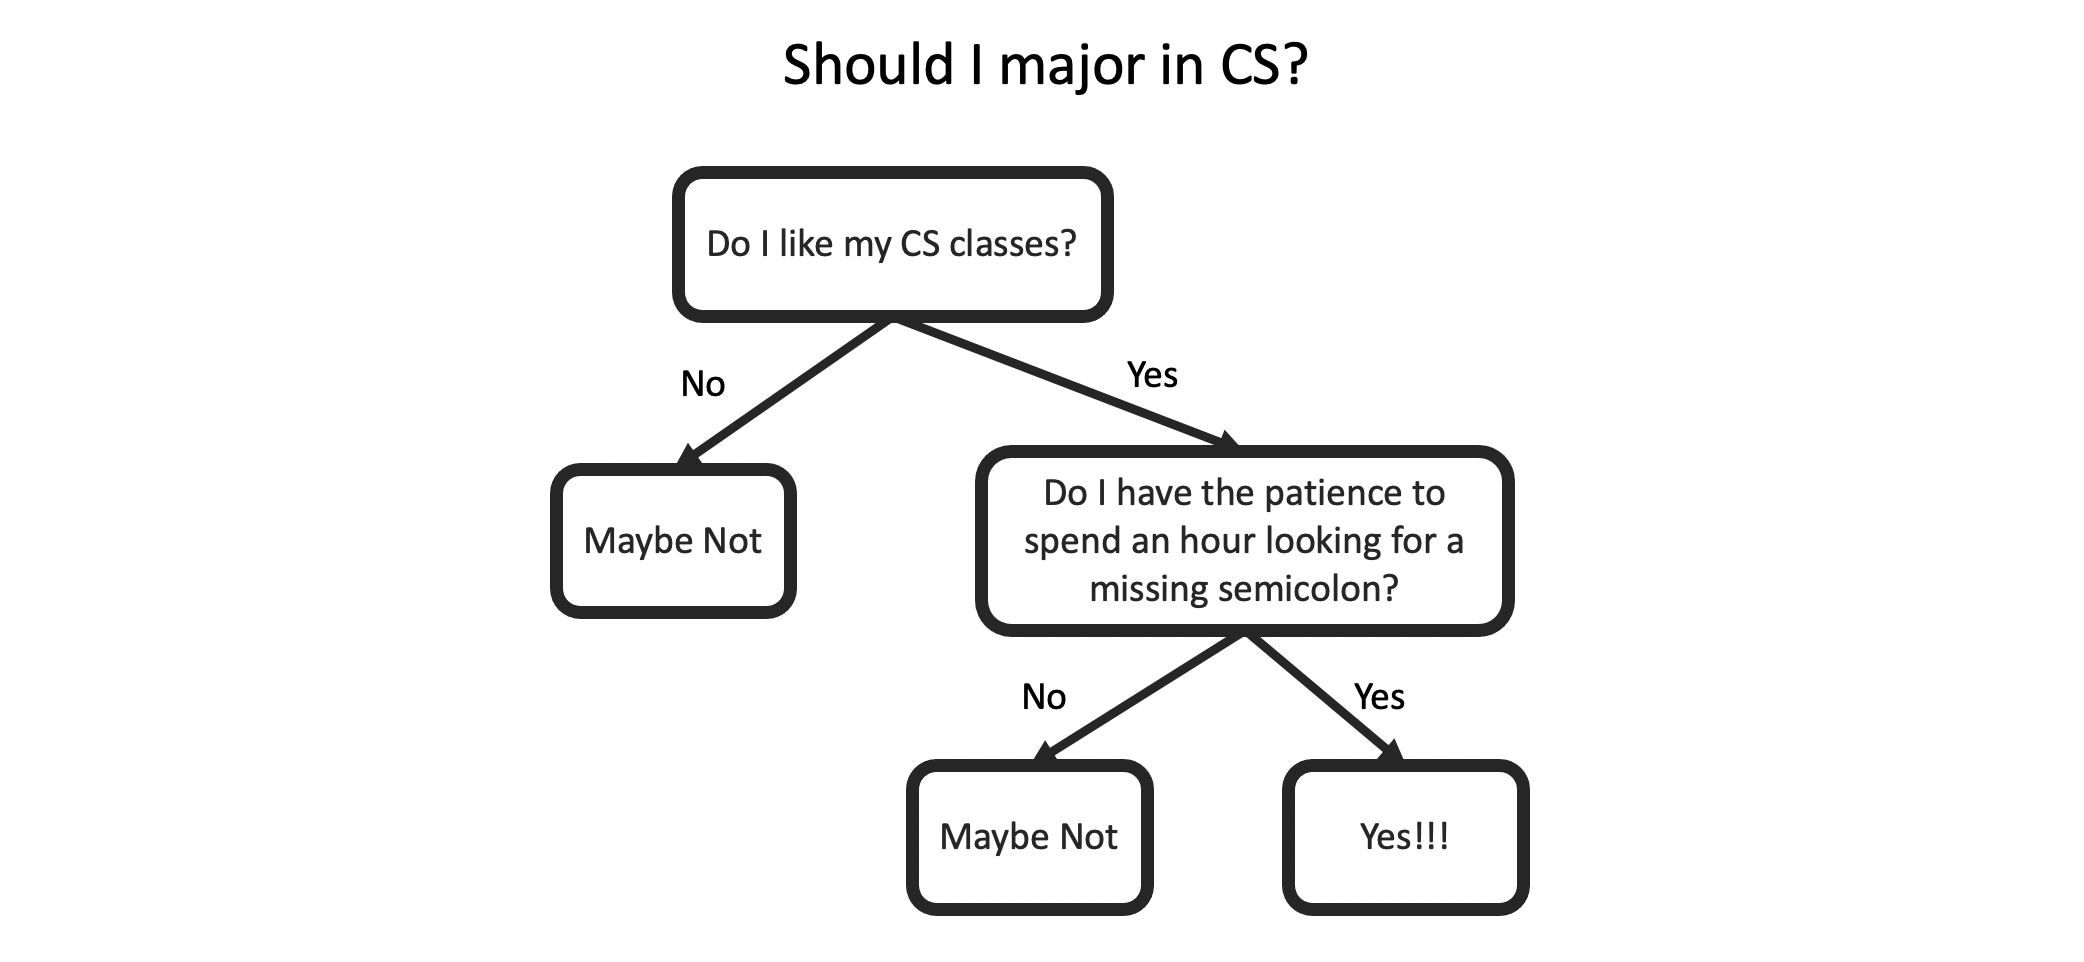 Should I major in CS?
Do I like my CS classes?
No
Yes
Maybe Not
Do I have the patience to
spend an hour looking for a
missing semicolon?
No
Yes
Maybe Not
Yes!!!